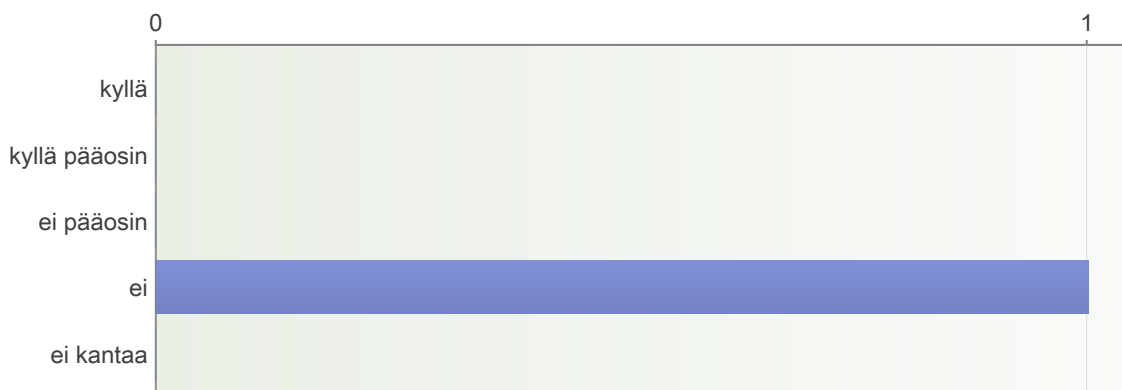 0 1
kyllä
kyllä pääosin
ei pääosin
ei
ei kantaa